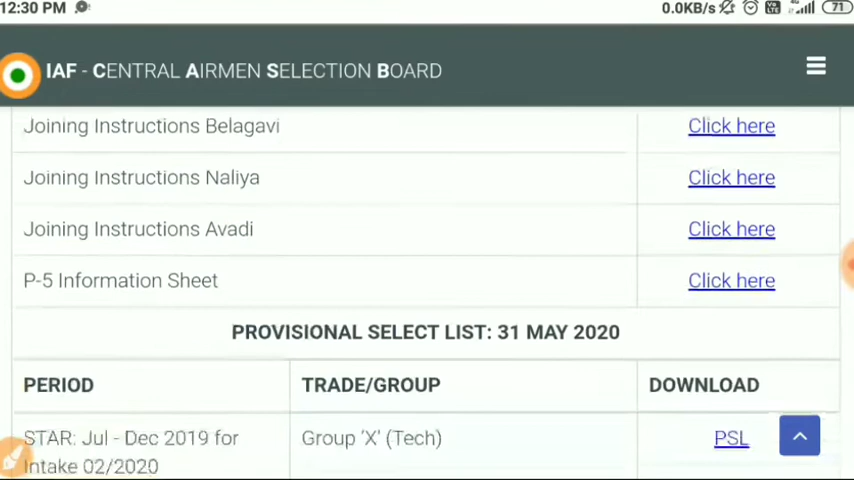 12:30 PM
0.0KB/s 4G 71
IAF - CENTRAL AIRMEN SELECTION BOARD
Joining Instructions Belagavi Click here
Joining Instructions Naliya Click here
Joining Instructions Avadi Click here
P-5 Information Sheet Click here
PROVISIONAL SELECT LIST: 31 MAY 2020
PERIOD TRADE/GROUP DOWNLOAD
STAR: Jul - Dec 2019 for Group ‘X’ (Tech) PSL
Intake 02/2020